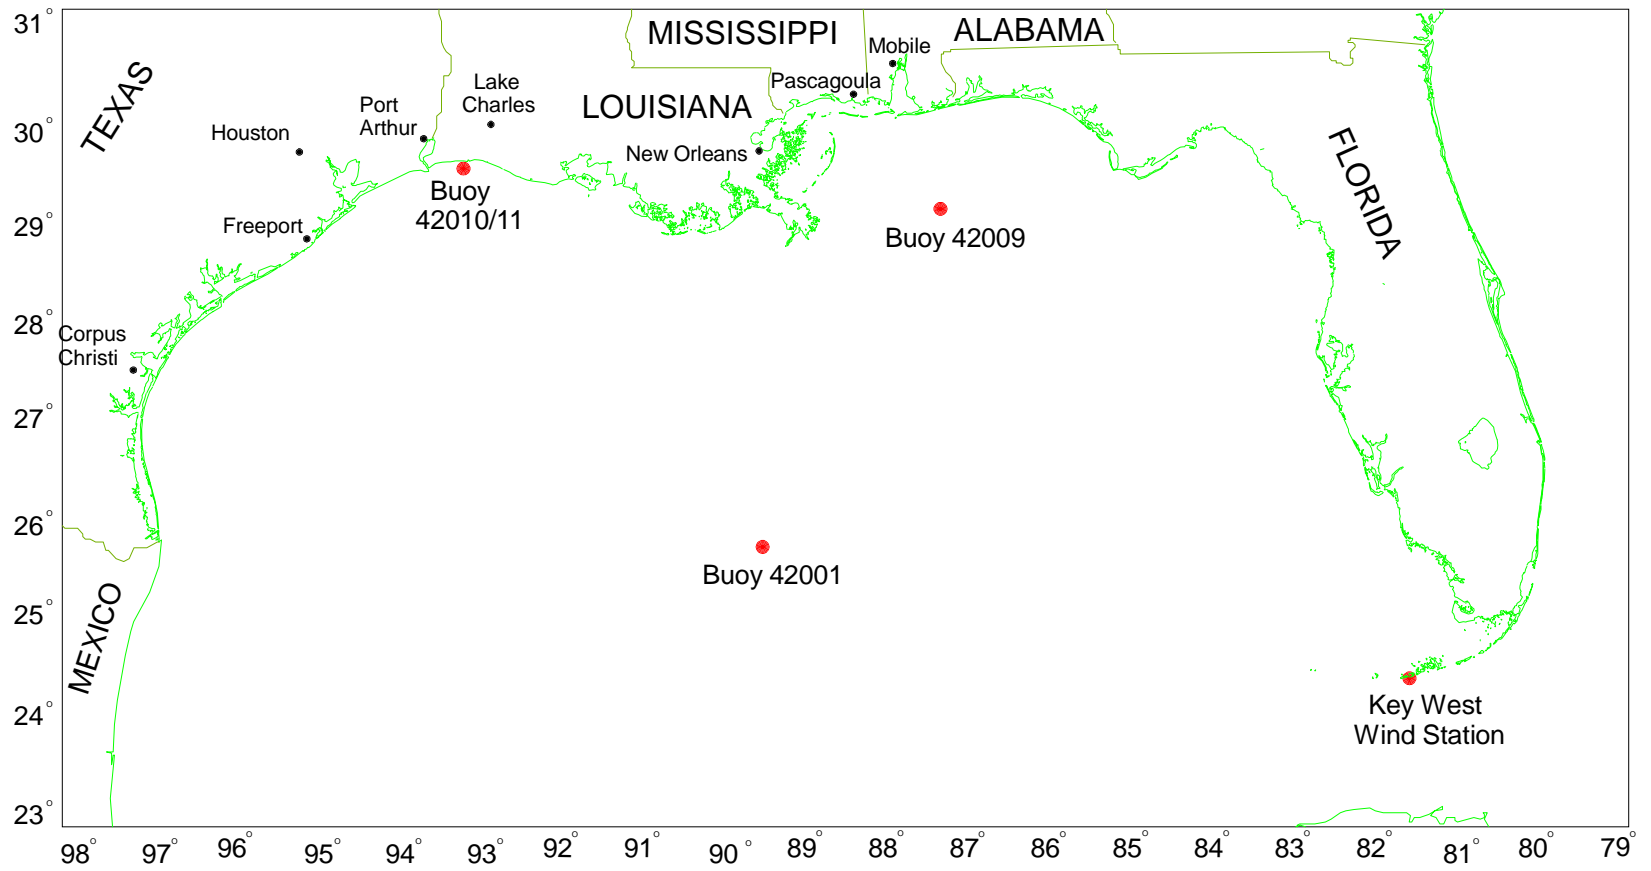 31°
MISSISSIPPI
ALABAMA
Mobile
TEXAS
Lake
Charles
Pascagoula
Port
Arthur
LOUISIANA
30°
Houston
New Orleans
FLORIDA
Buoy
42010/11
29°
Freeport
Buoy 42009
28°
Corpus
Christi
27°
26°
Buoy 42001
25°
MEXICO
24°
Key West
Wind Station
23°
98° 97° 96° 95° 94° 93° 92° 91° 90° 89° 88° 87° 86° 85° 84° 83° 82° 81° 80° 79°